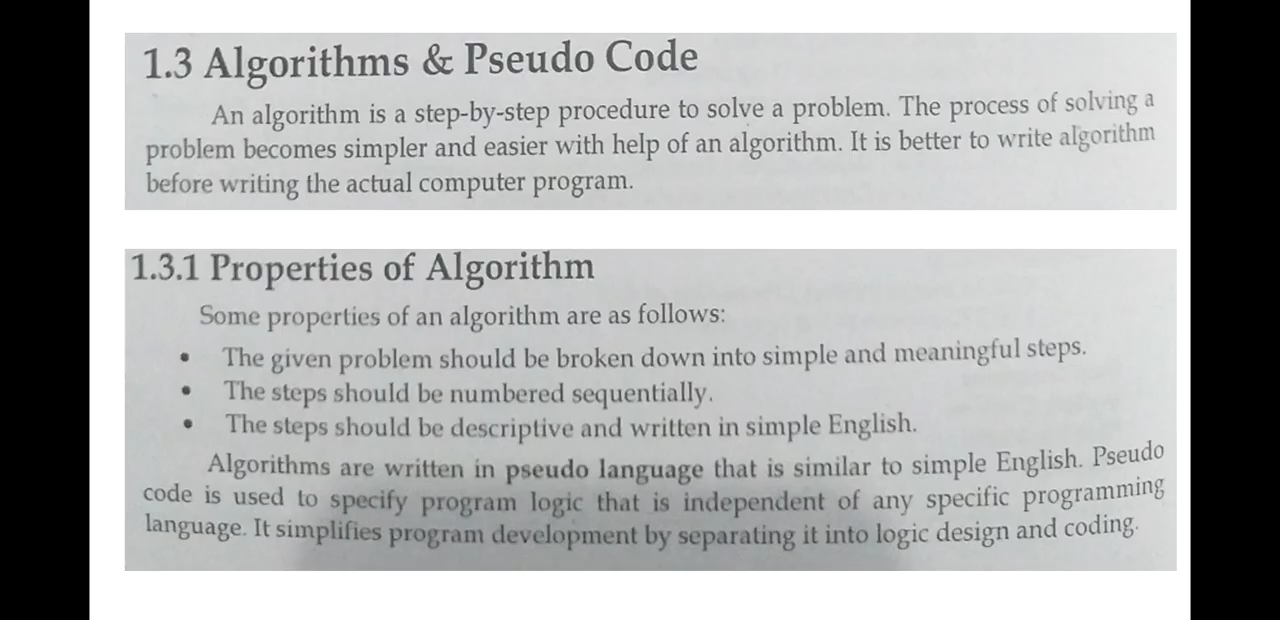 1.3 Algorithms & Pseudo Code
An algorithm is a step-by-step procedure to solve a problem. The process of solving a
problem becomes simpler and easier with help of an algorithm. It is better to write algorithm
before writing the actual computer program.
1.3.1 Properties of Algorithm
Some properties of an algorithm are as follows:
• The given problem should be broken down into simple and meaningful steps.
• The steps should be numbered sequentially.
• The steps should be descriptive and written in simple English.
Algorithms are written in pseudo language that is similar to simple English. Pseudo
code is used to specify program logic that is independent of any specific programming
language. It simplifies program development by separating it into logic design and coding.